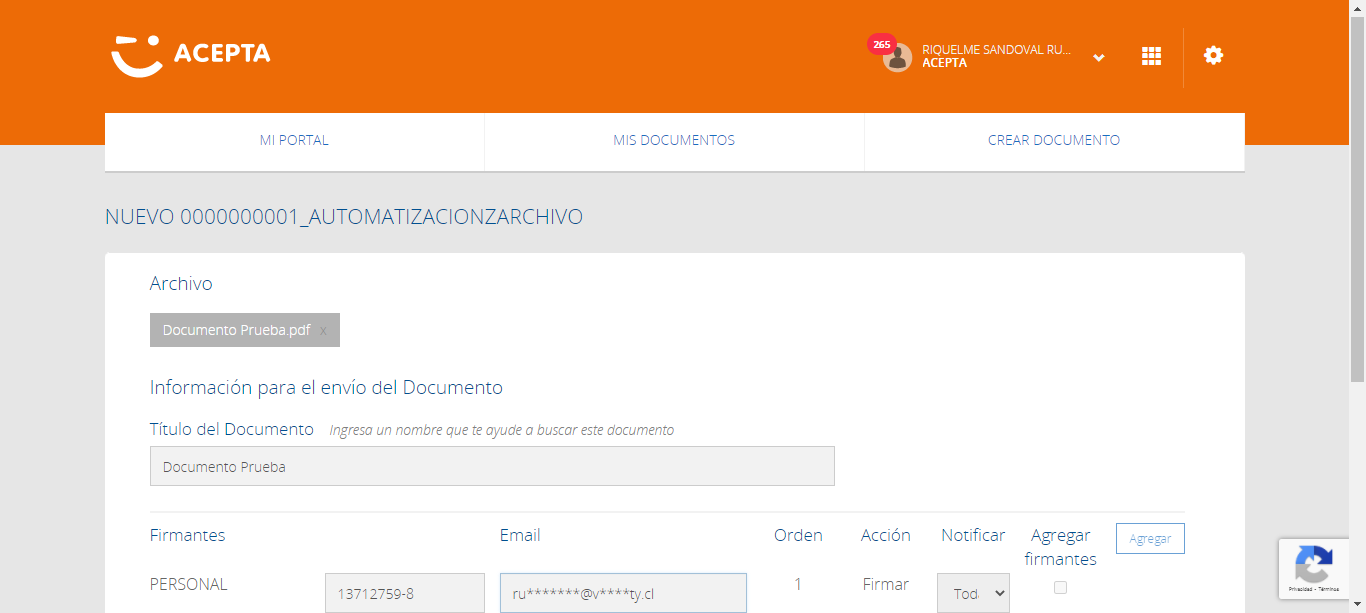 ACEPTA
265
RIQUELME SANDOVAL RU...
ACEPTA
MI PORTAL
MIS DOCUMENTOS
CREAR DOCUMENTO
NUEVO 0000000001_AUTOMATIZACIONZARCHIVO
Archivo
Documento Prueba.pdf x
Información para el envío del Documento
Título del Documento Ingresa un nombre que te ayude a buscar este documento
Documento Prueba
Firmantes Email Orden Acción Notificar Agregar firmantes Agregar
PERSONAL 13712759-8 ru*******@v****ty.cl 1 Firmar Tod
Privacidad - Términos